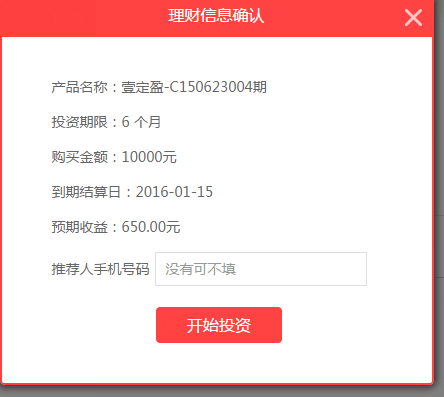 理财信息确认
产品名称：壹定盈-C150623004期
投资期限：6 个月
购买金额：10000元
到期结算日：2016-01-15
预期收益：650.00元
推荐人手机号码 没有可不填
开始投资